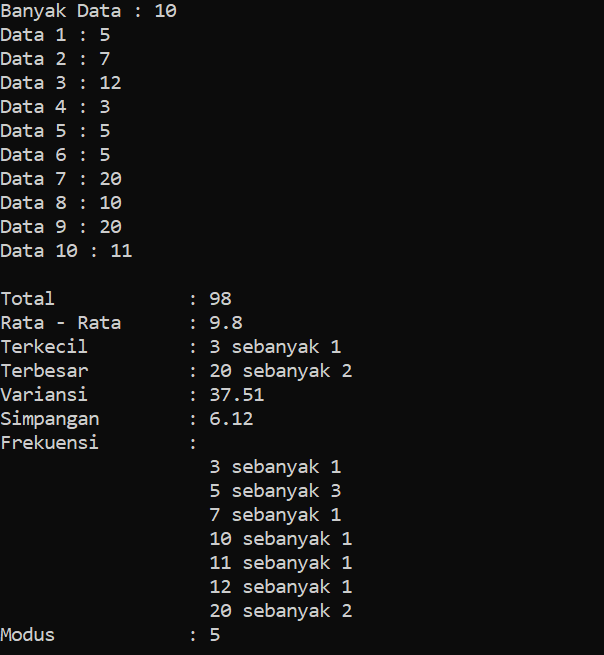 Banyak Data : 10
Data 1 : 5
Data 2 : 7
Data 3 : 12
Data 4 : 3
Data 5 : 5
Data 6 : 5
Data 7 : 20
Data 8 : 10
Data 9 : 20
Data 10 : 11

Total : 98
Rata - Rata : 9.8
Terkecil : 3 sebanyak 1
Terbesar : 20 sebanyak 2
Variansi : 37.51
Simpangan : 6.12
Frekuensi :
3 sebanyak 1
5 sebanyak 3
7 sebanyak 1
10 sebanyak 1
11 sebanyak 1
12 sebanyak 1
20 sebanyak 2
Modus : 5